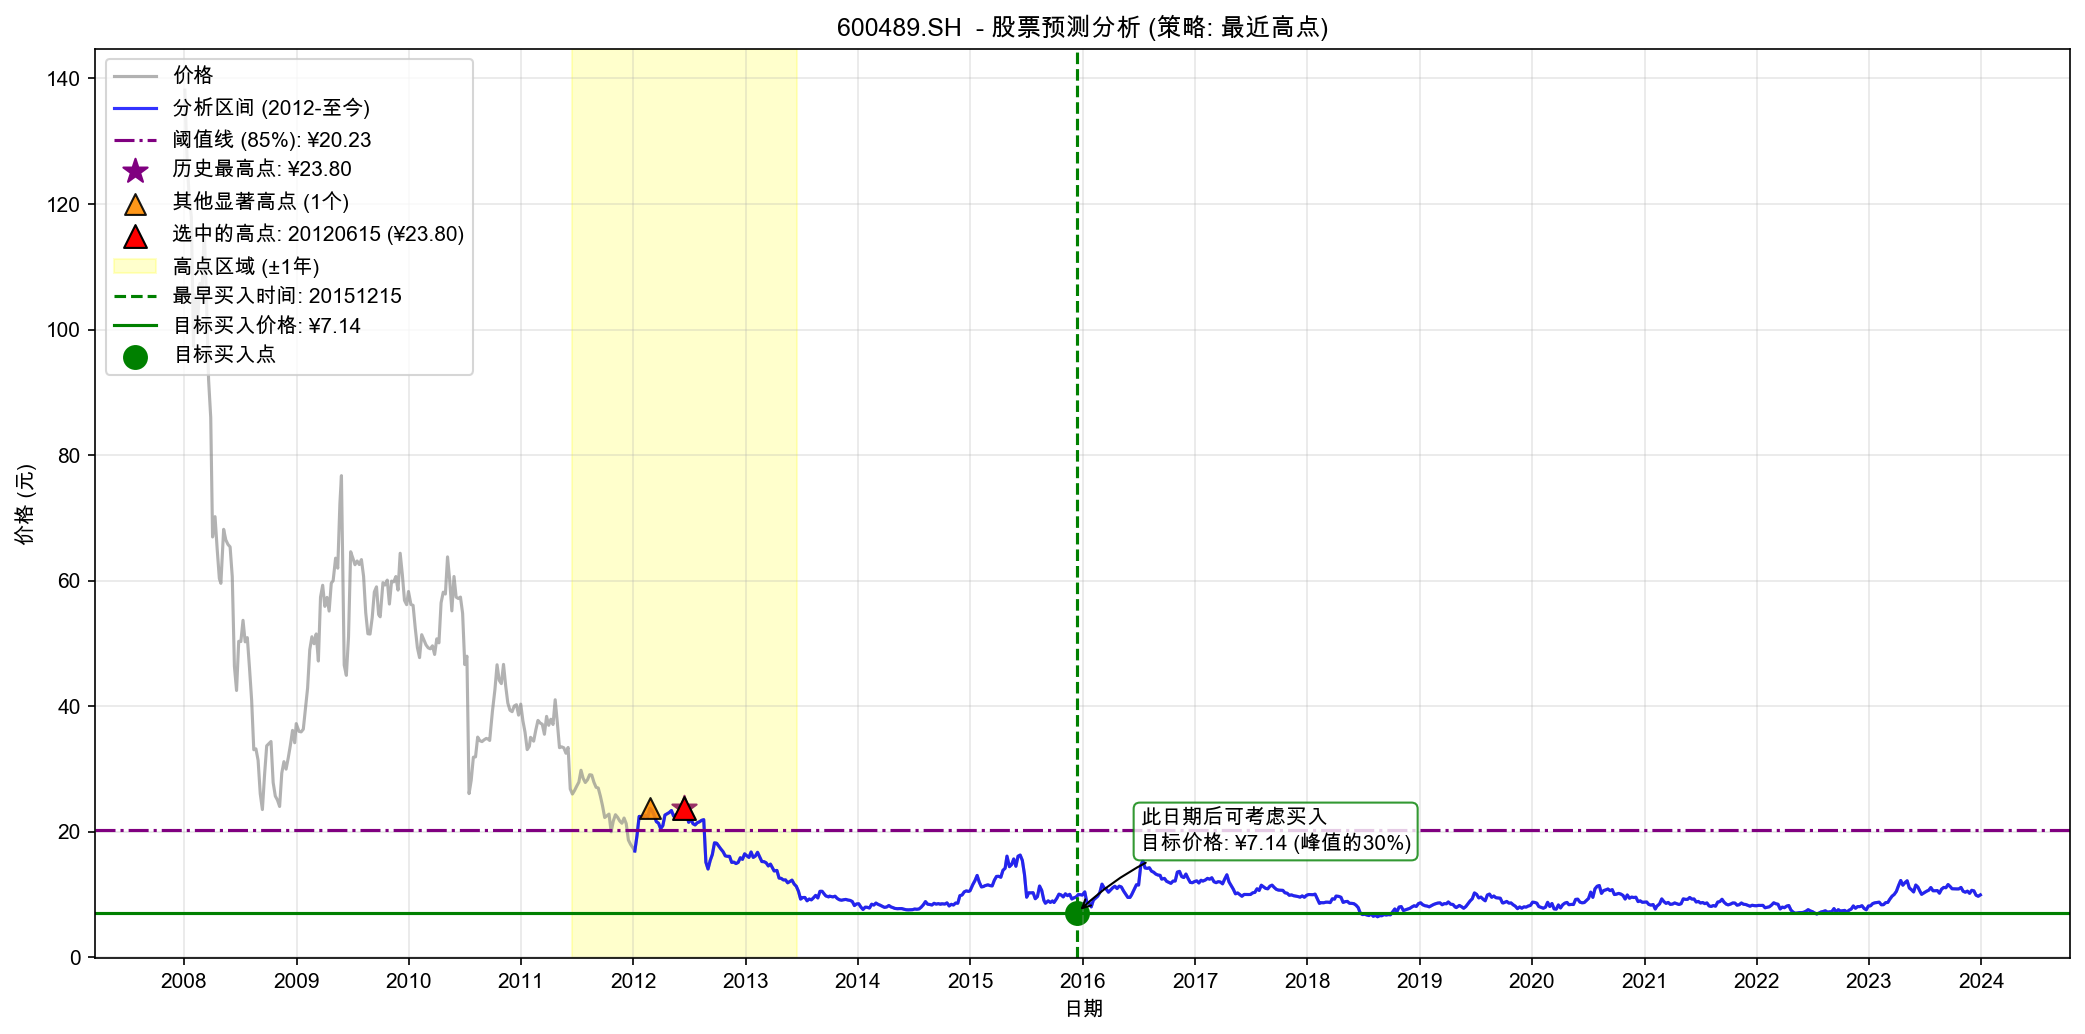 600489.SH - 股票预测分析 (策略: 最近高点)
价格
分析区间 (2012-至今)
阈值线 (85%): ¥20.23
历史最高点: ¥23.80
其他显著高点 (1个)
选中的高点: 20120615 (¥23.80)
高点区域 (±1年)
最早买入时间: 20151215
目标买入价格: ¥7.14
目标买入点
140
120
100
80
60
40
20
0
价格 (元)
此日期后可考虑买入
目标价格: ¥7.14 (峰值的30%)
2008 2009 2010 2011 2012 2013 2014 2015 2016 2017 2018 2019 2020 2021 2022 2023 2024
日期